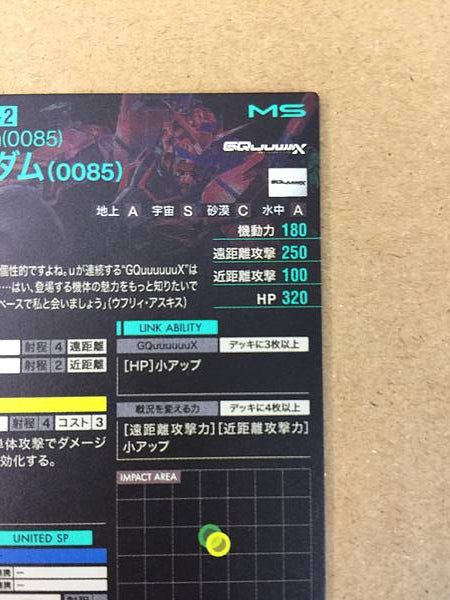 -2
MS
(0085)
ダム(0085)
GQuuuuuuX
GQuuuuuuX
地上 A 宇宙 S 砂漠 C 水中 A
機動力 180
遠距離攻撃 250
近距離攻撃 100
HP 320
個性的ですよね。uが連続する“GQuuuuuuX”は
…はい、登場する機体の魅力をもっと知りたいで
ペースで私と会いましょう」(ウフリィ・アスキス)
射程 4 遠距離
射程 2 近距離
射程 4 コスト 3
単体攻撃でダメージ
効化する。
UNITED SP
LINK ABILITY
GQuuuuuuX デッキに3枚以上
[HP]小アップ
戦況を変える力 デッキに4枚以上
[遠距離攻撃力][近距離攻撃力]
小アップ
IMPACT AREA